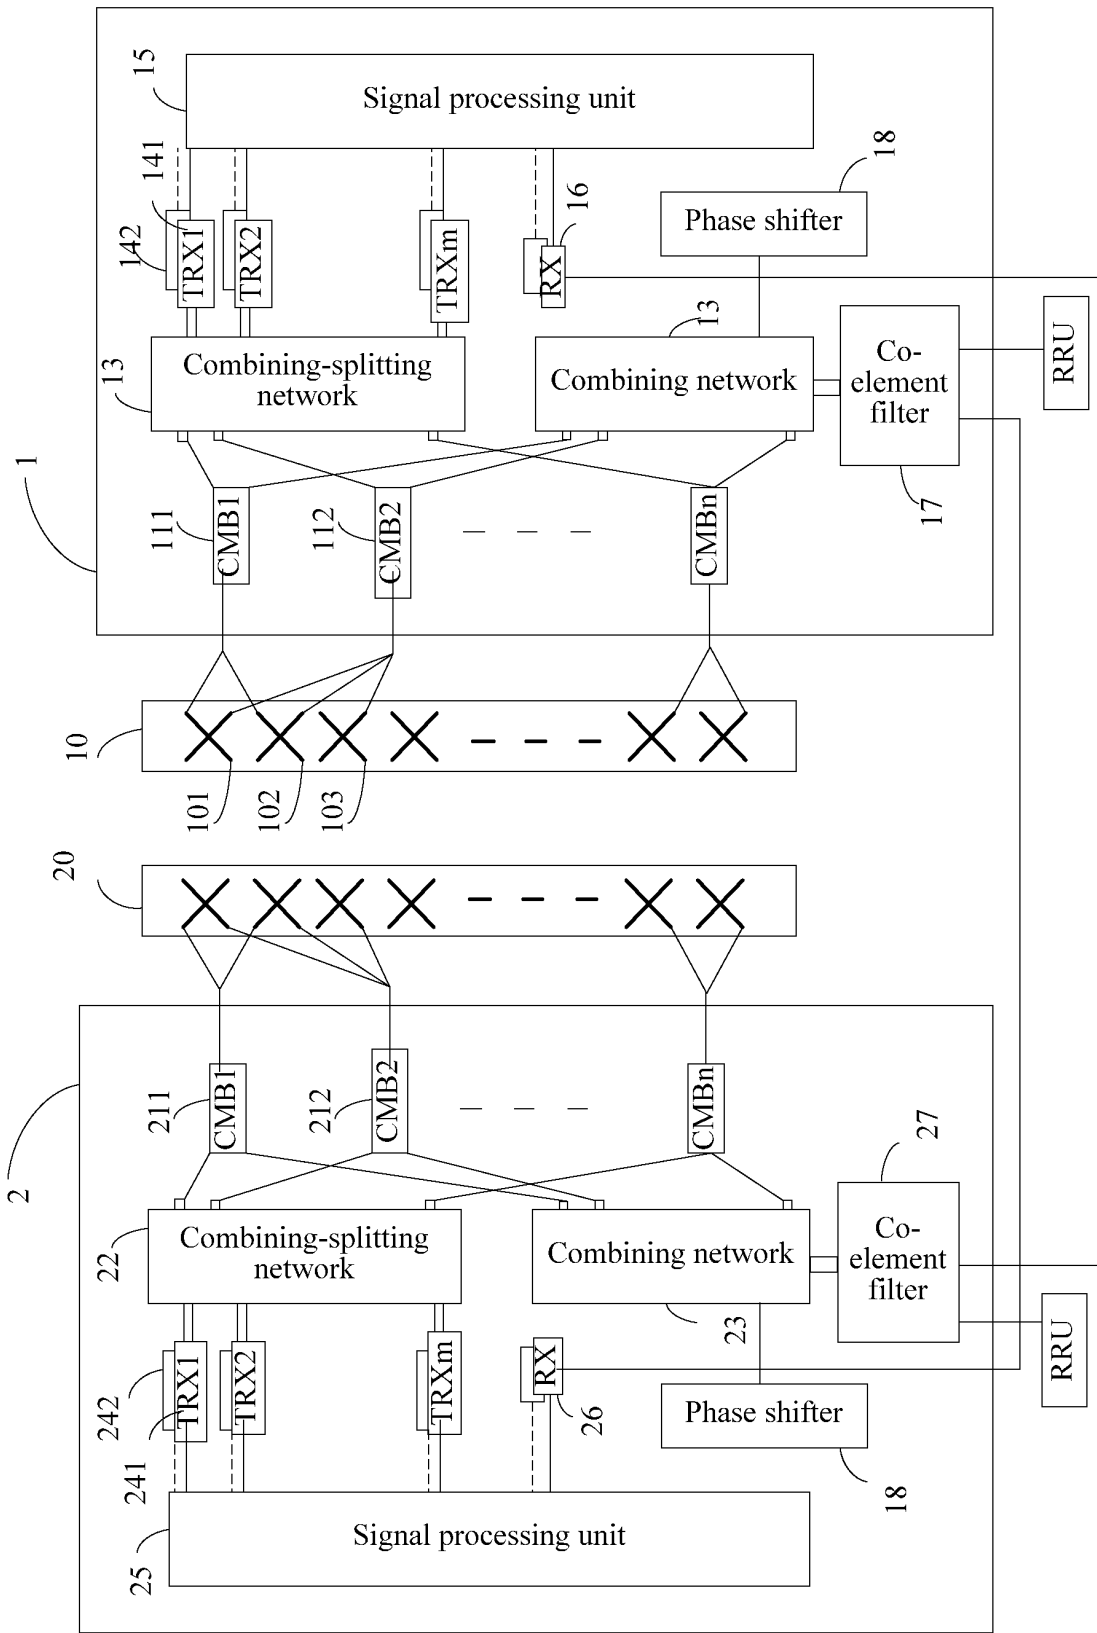 15
Signal processing unit
141
142
TRX1
TRX2
TRXm
RX
16
18
Phase shifter
13
Combining-splitting
network
13
Combining network
Co-
element
filter
RRU
17
1
111
CMB1
112
CMB2
CMBn
10
101
102
103
20
2
211
CMB1
212
CMB2
CMBn
27
22
Combining-splitting
network
Combining network
23
Co-
element
filter
RRU
242
241
TRX1
TRX2
TRXm
RX
26
Phase shifter
18
25
Signal processing unit